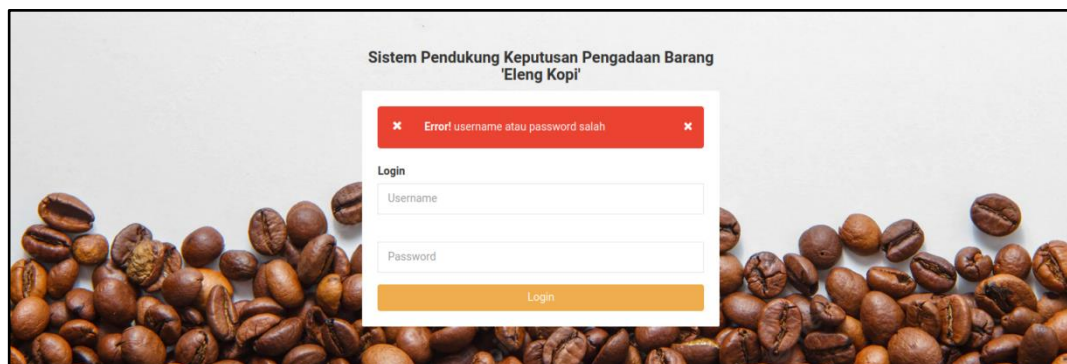 Sistem Pendukung Keputusan Pengadaan Barang
'Eleng Kopi'
Error! username atau password salah
Login
Username
Password
Login